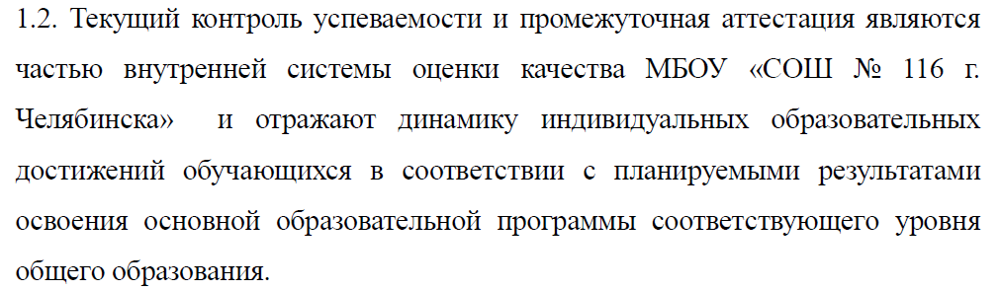 1.2. Текущий контроль успеваемости и промежуточная аттестация являются
частью внутренней системы оценки качества МБОУ «СОШ № 116 г.
Челябинска» и отражают динамику индивидуальных образовательных
достижений обучающихся в соответствии с планируемыми результатами
освоения основной образовательной программы соответствующего уровня
общего образования.